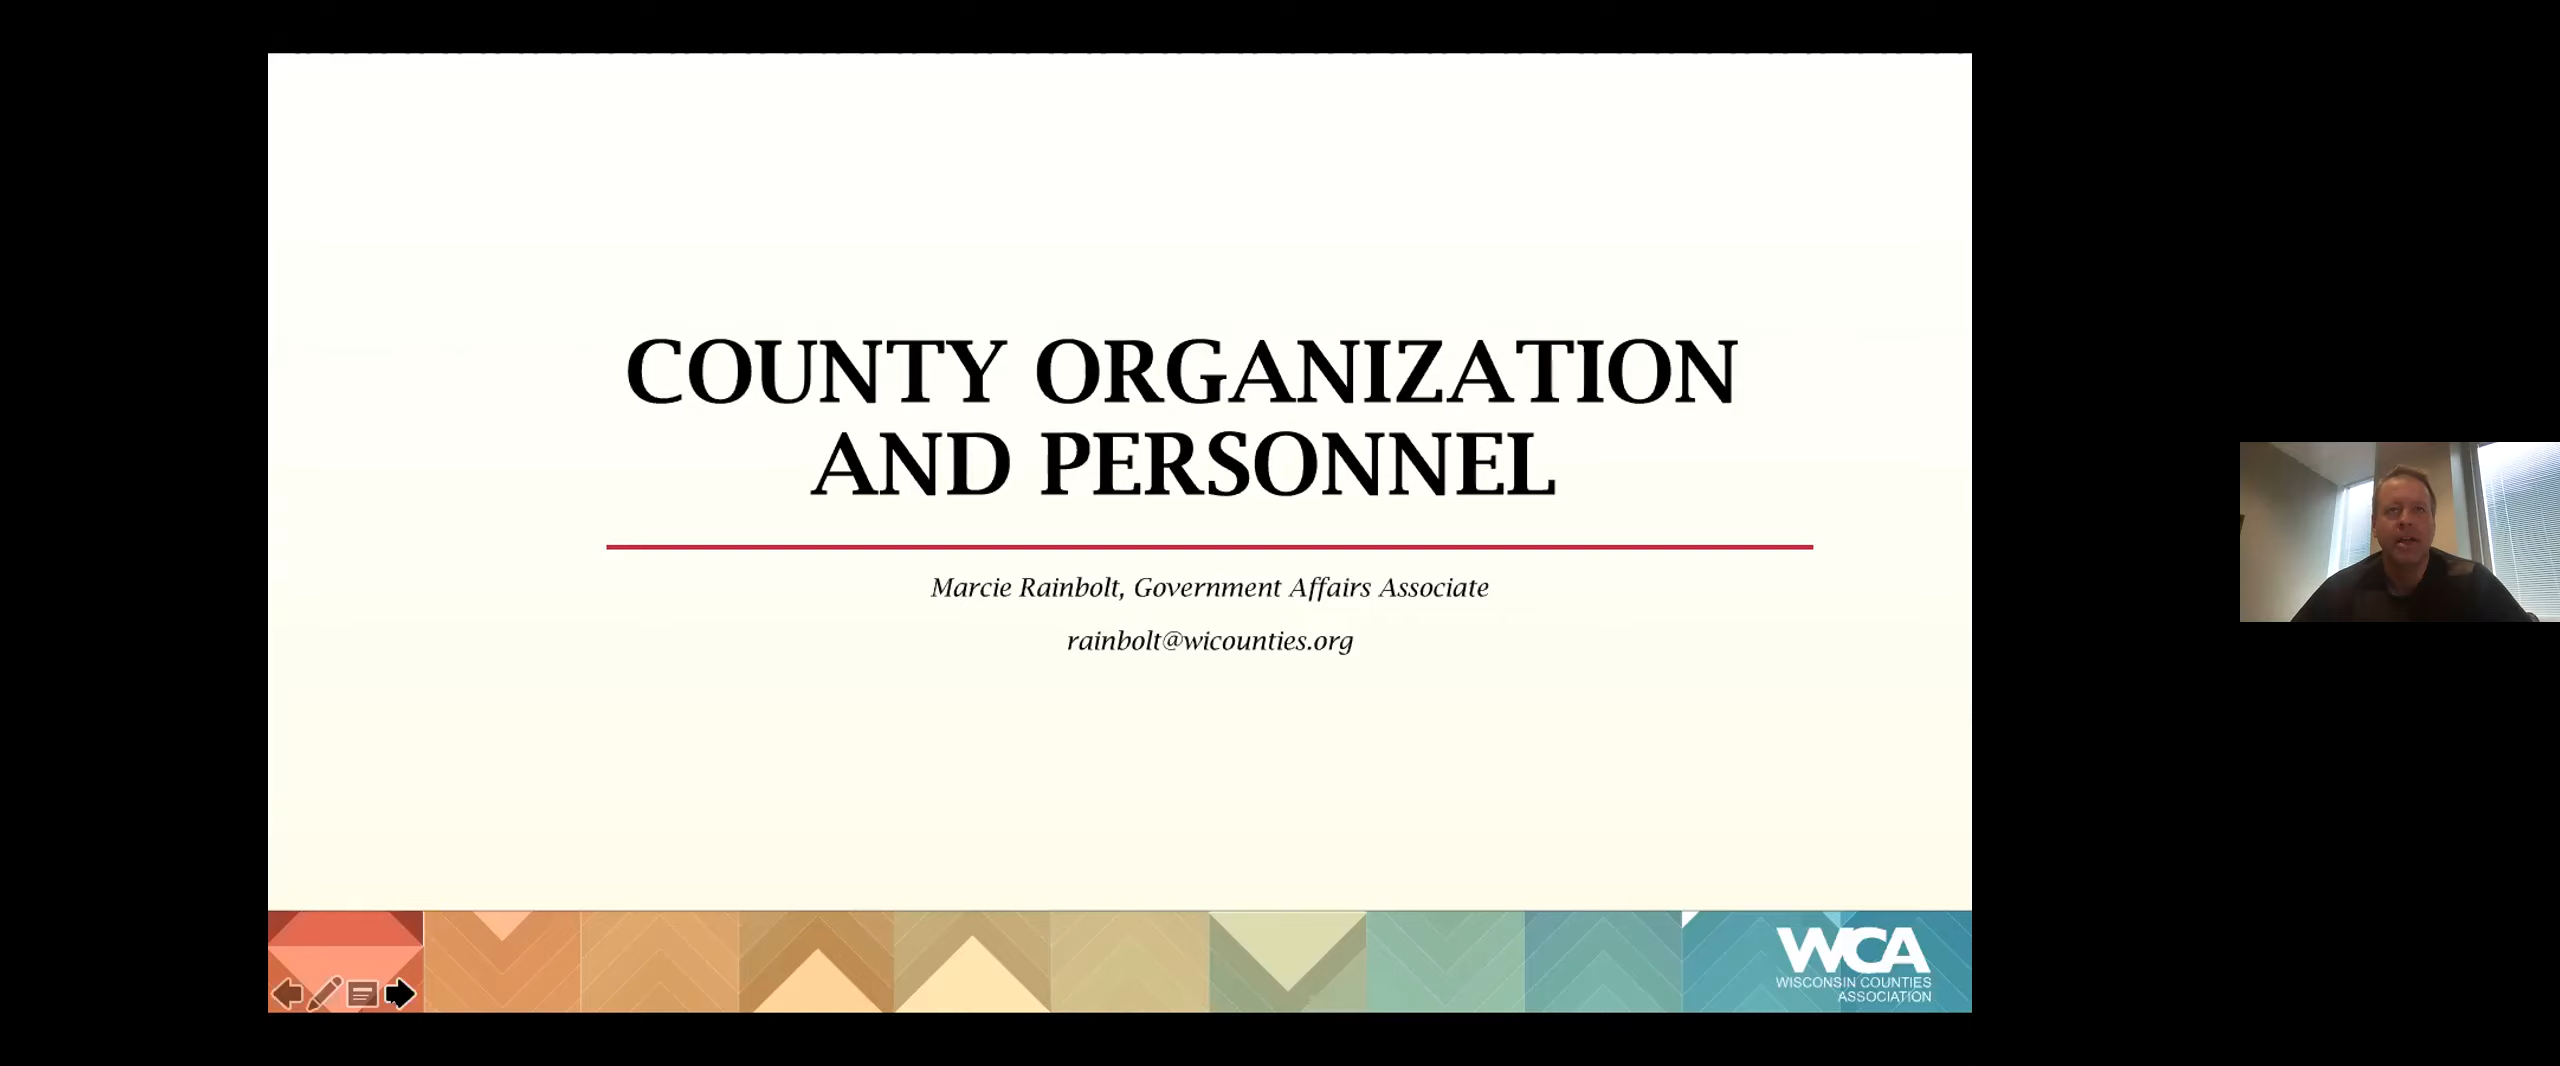 COUNTY ORGANIZATION
AND PERSONNEL
Marcie Rainbolt, Government Affairs Associate
rainbolt@wicounties.org
WCA
WISCONSIN COUNTIES
ASSOCIATION